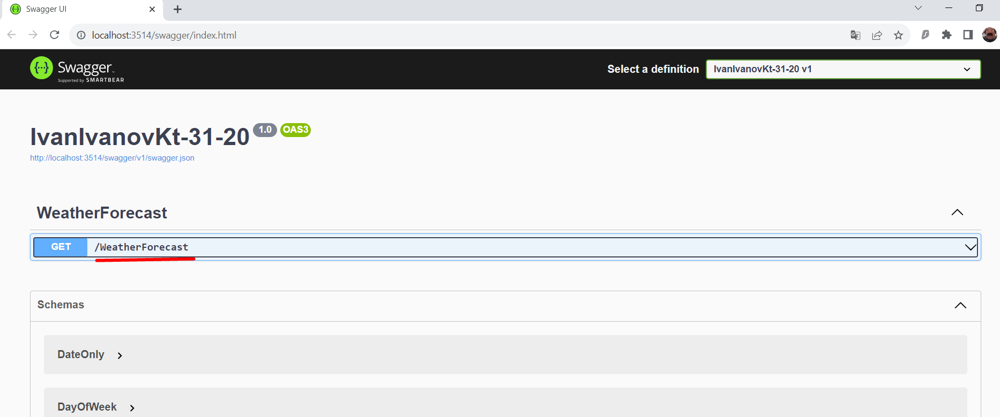 Swagger UI
localhost:3514/swagger/index.html
Swagger
Supported by SMARTBEAR
Select a definition
IvanIvanovKt-31-20 v1
IvanIvanovKt-31-20 1.0 OAS3
http://localhost:3514/swagger/v1/swagger.json
WeatherForecast
GET /WeatherForecast
Schemas
DateOnly
DayOfWeek